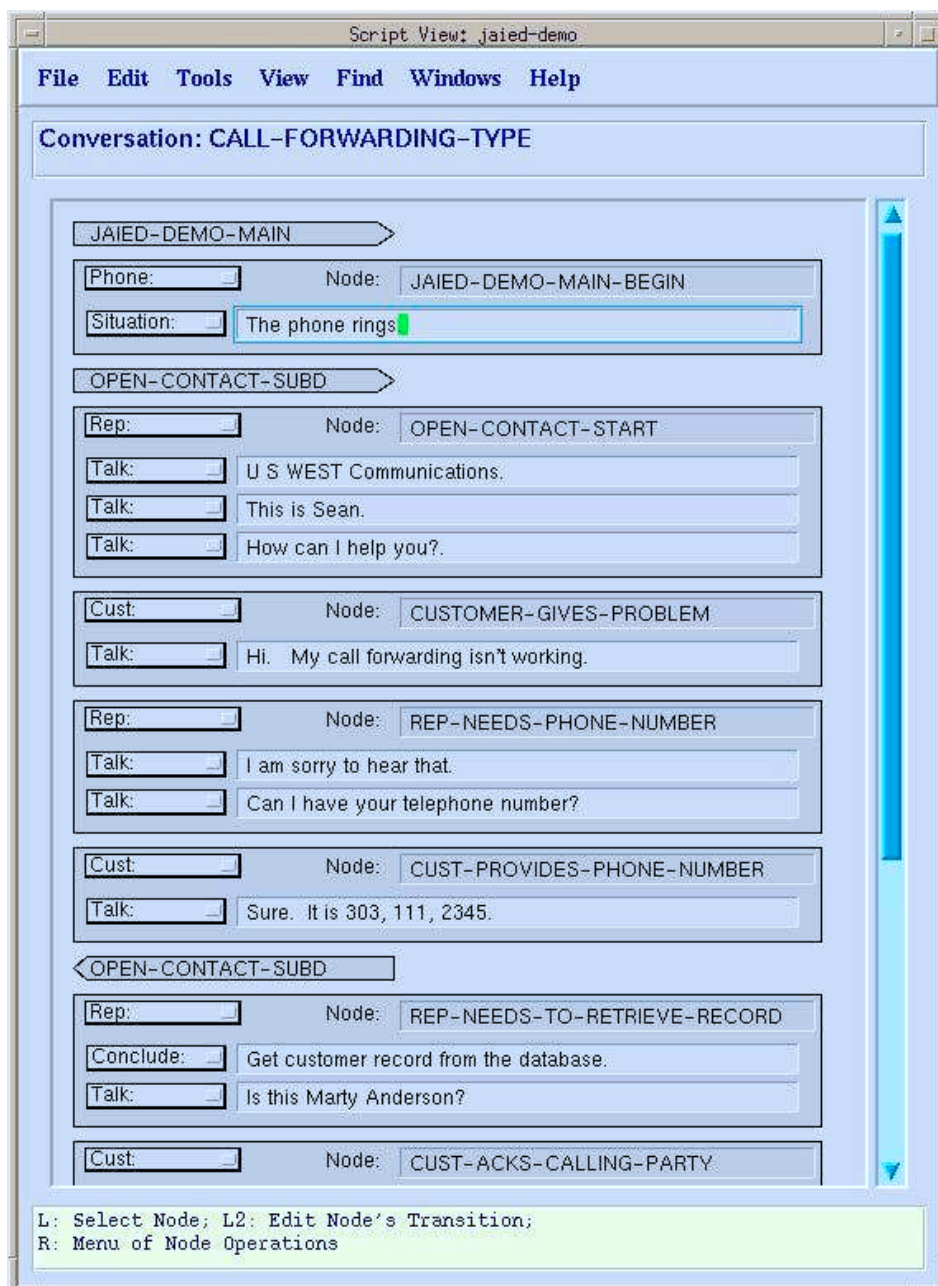 Script View: jaied-demo
File Edit Tools View Find Windows Help
Conversation: CALL-FORWARDING-TYPE
JAIED-DEMO-MAIN
Phone: Node: JAIED-DEMO-MAIN-BEGIN
Situation: The phone rings
OPEN-CONTACT-SUBD
Rep: Node: OPEN-CONTACT-START
Talk: U S WEST Communications.
Talk: This is Sean.
Talk: How can I help you?.
Cust: Node: CUSTOMER-GIVES-PROBLEM
Talk: Hi. My call forwarding isn't working.
Rep: Node: REP-NEEDS-PHONE-NUMBER
Talk: I am sorry to hear that.
Talk: Can I have your telephone number?
Cust: Node: CUST-PROVIDES-PHONE-NUMBER
Talk: Sure. It is 303, 111, 2345.
OPEN-CONTACT-SUBD
Rep: Node: REP-NEEDS-TO-RETRIEVE-RECORD
Conclude: Get customer record from the database.
Talk: Is this Marty Anderson?
Cust: Node: CUST-ACKS-CALLING-PARTY
L: Select Node; L2: Edit Node's Transition;
R: Menu of Node Operations